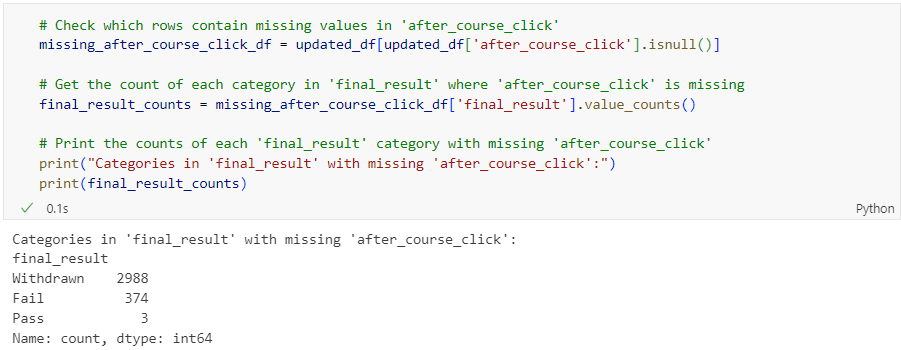 # Check which rows contain missing values in 'after_course_click'
missing_after_course_click_df = updated_df[updated_df['after_course_click'].isnull()]
# Get the count of each category in 'final_result' where 'after_course_click' is missing
final_result_counts = missing_after_course_click_df['final_result'].value_counts()
# Print the counts of each 'final_result' category with missing 'after_course_click'
print("Categories in 'final_result' with missing 'after_course_click':")
print(final_result_counts)
✓ 0.1s Python
Categories in 'final_result' with missing 'after_course_click':
final_result
Withdrawn    2988
Fail          374
Pass            3
Name: count, dtype: int64